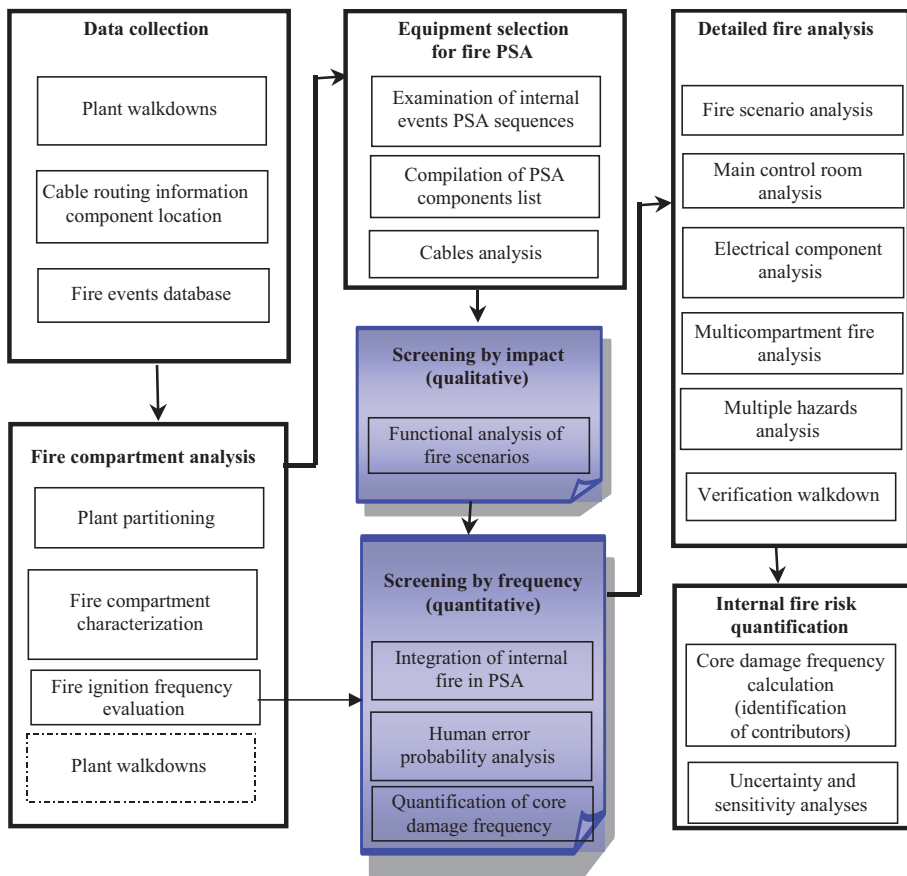 Data collection
Plant walkdowns
Cable routing information
component location
Fire events database
Fire compartment analysis
Plant partitioning
Fire compartment
characterization
Fire ignition frequency
evaluation
Plant walkdowns
Equipment selection
for fire PSA
Examination of internal
events PSA sequences
Compilation of PSA
components list
Cables analysis
Screening by impact
(qualitative)
Functional analysis of
fire scenarios
Screening by frequency
(quantitative)
Integration of internal
fire in PSA
Human error
probability analysis
Quantification of core
damage frequency
Detailed fire analysis
Fire scenario analysis
Main control room
analysis
Electrical component
analysis
Multicompartment fire
analysis
Multiple hazards
analysis
Verification walkdown
Internal fire risk
quantification
Core damage frequency
calculation
(identification
of contributors)
Uncertainty and
sensitivity analyses